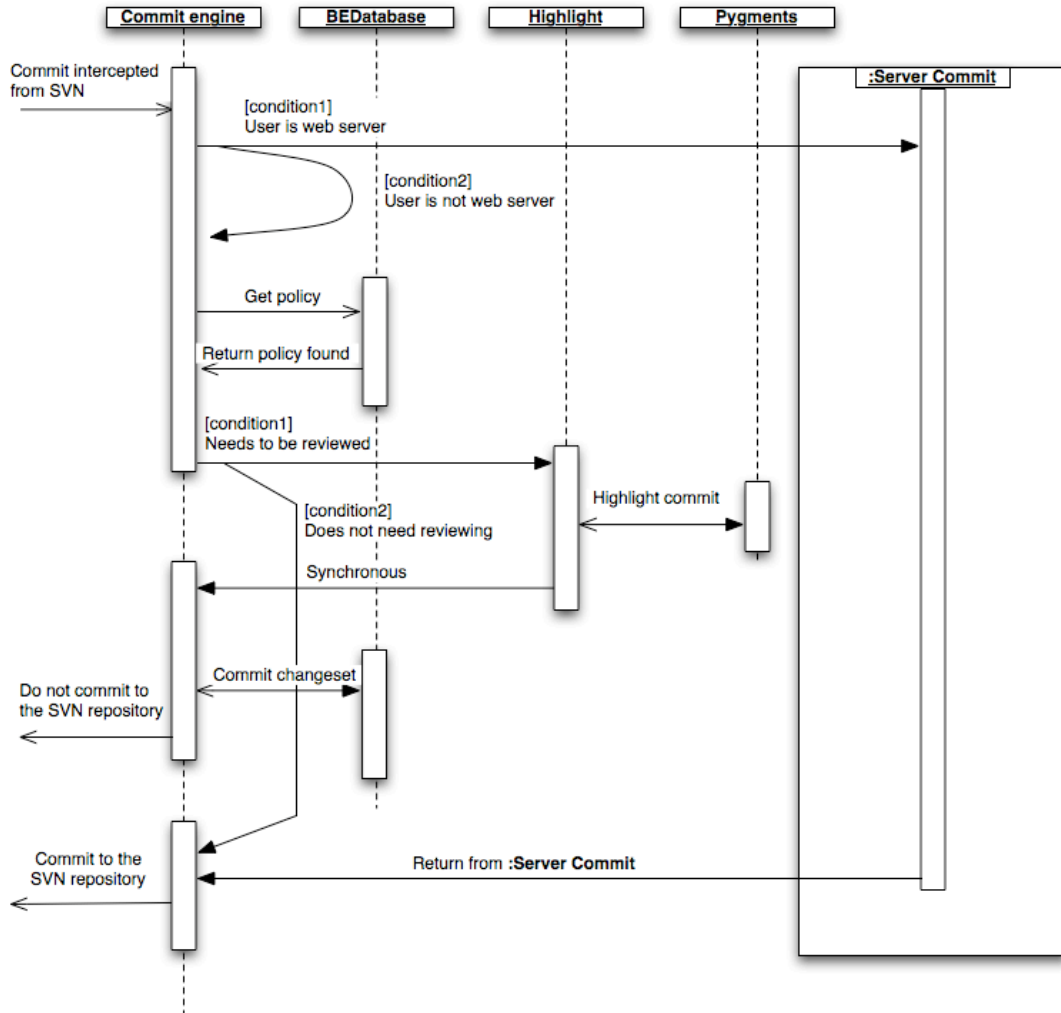 Commit engine
BEDatabase
Highlight
Pygments
:Server Commit
Commit intercepted
from SVN
[condition1]
User is web server
[condition2]
User is not web server
Get policy
Return policy found
[condition1]
Needs to be reviewed
[condition2]
Does not need reviewing
Highlight commit
Synchronous
Commit changeset
Do not commit to
the SVN repository
Commit to the
SVN repository
Return from :Server Commit